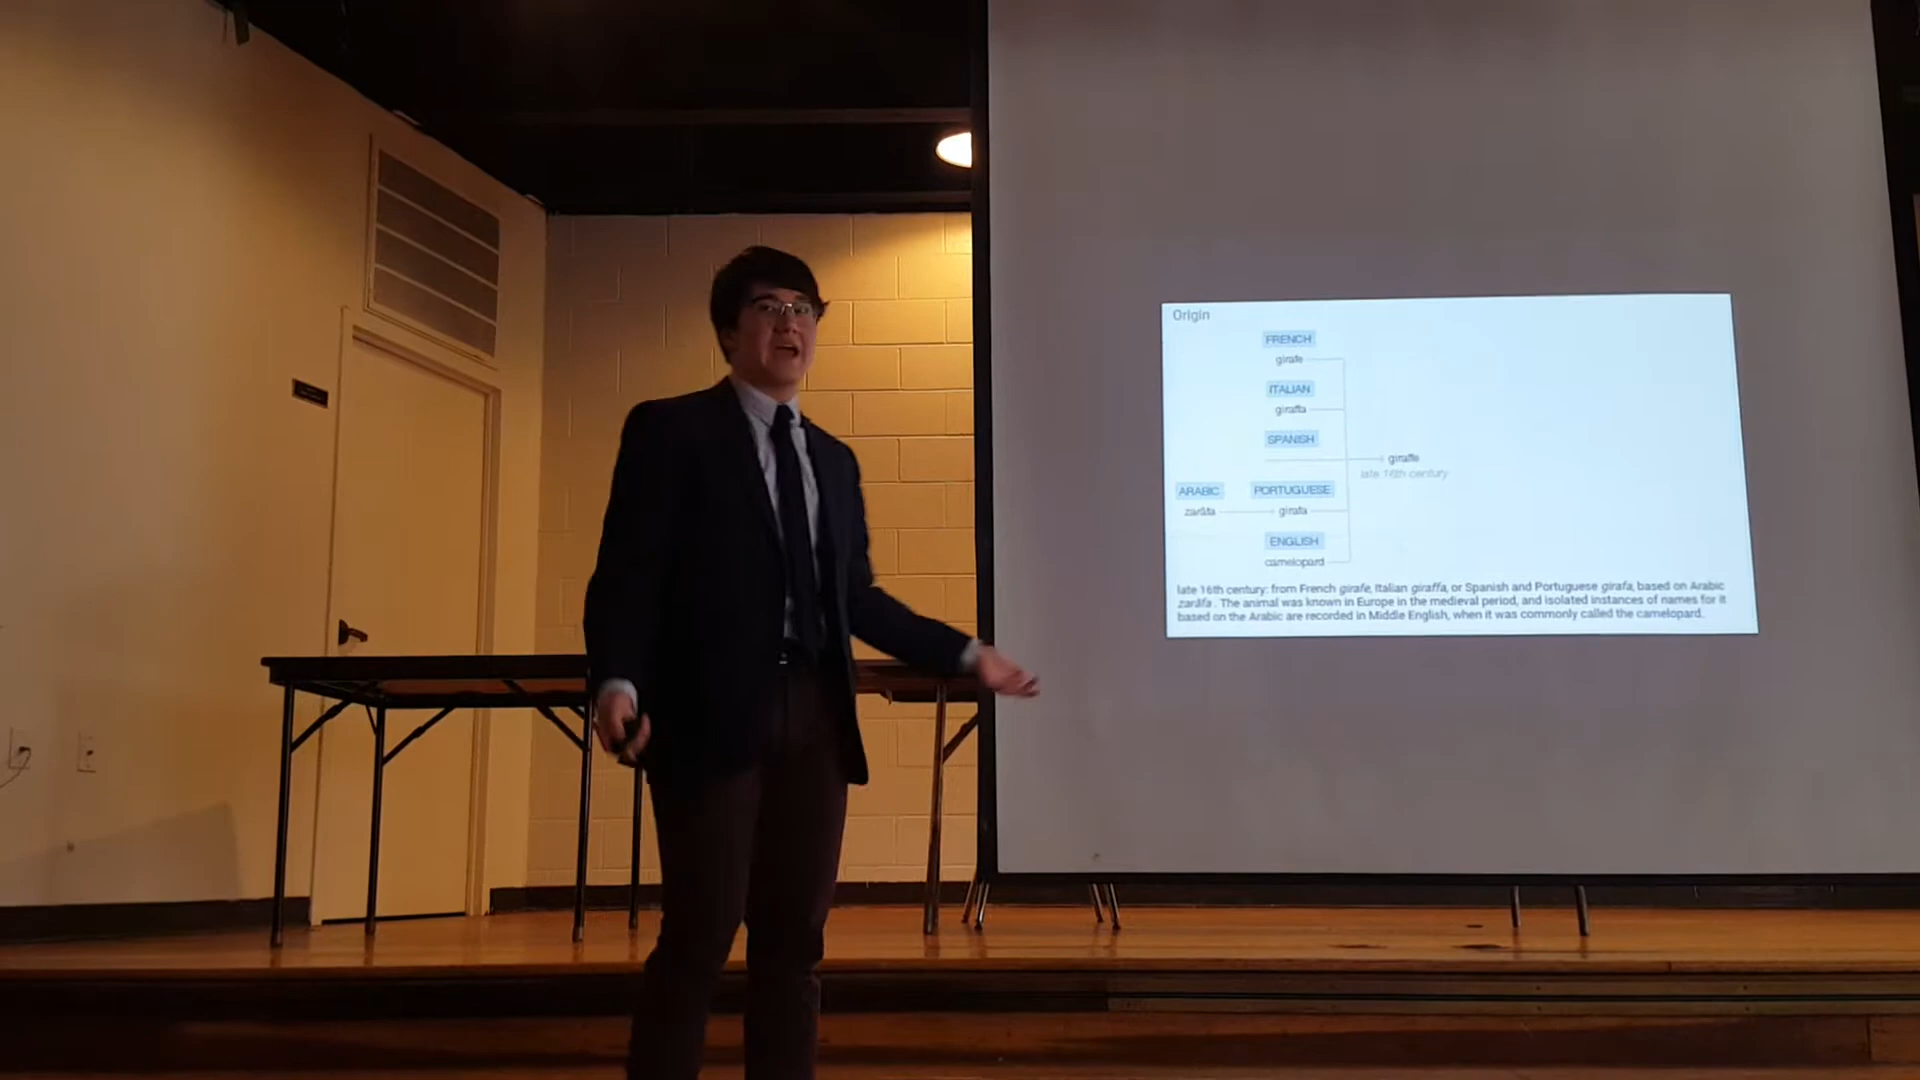 Origin
FRENCH
girafe
ITALIAN
giraffa
SPANISH
giraffe
late 16th century
ARABIC PORTUGUESE
zarāfa girafa
ENGLISH
camelopard
late 16th century: from French girafe, Italian giraffa, or Spanish and Portuguese girafa, based on Arabic
zarāfa . The animal was known in Europe in the medieval period, and isolated instances of names for it
based on the Arabic are recorded in Middle English, when it was commonly called the camelopard.